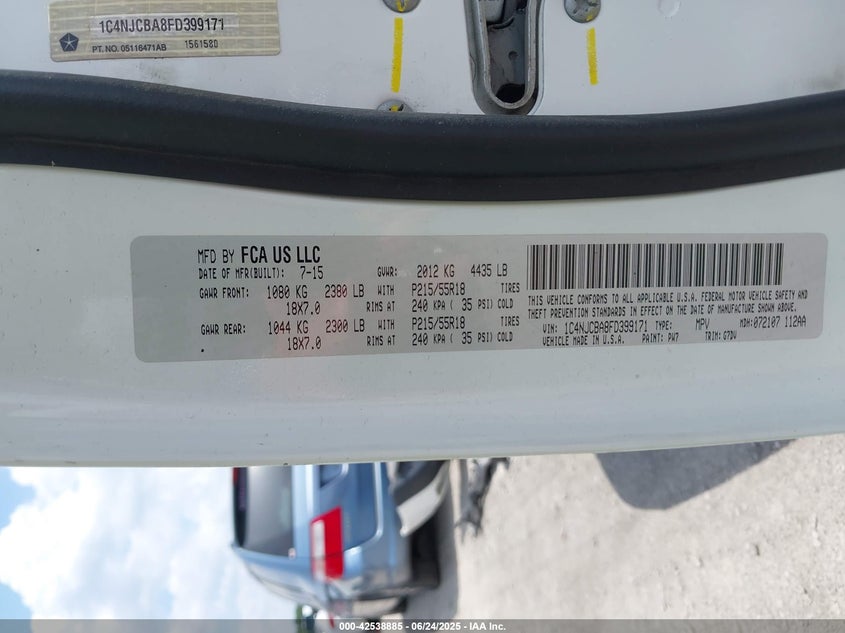 1C4NJCBA8FD399171
PT. NO. 05116471AB 1561580
MFD BY FCA US LLC
DATE OF MFR(BUILT): 7-15 GVWR: 2012 KG 4435 LB
GAWR FRONT: 1080 KG 2380 LB WITH P215/55R18 TIRES
18X7.0 RIMS AT 240 KPA ( 35 PSI) COLD
GAWR REAR: 1044 KG 2300 LB WITH P215/55R18 TIRES
18X7.0 RIMS AT 240 KPA ( 35 PSI) COLD
THIS VEHICLE CONFORMS TO ALL APPLICABLE U.S.A. FEDERAL MOTOR VEHICLE SAFETY AND
THEFT PREVENTION STANDARDS IN EFFECT ON THE DATE OF MANUFACTURE SHOWN ABOVE.
VIN: 1C4NJCBA8FD399171 TYPE: MPV MDH:072107 112AA
VEHICLE MADE IN U.S.A. PAINT: PW7 TRIM: G7DV
000-42538885 - 06/24/2025 - IAA Inc.